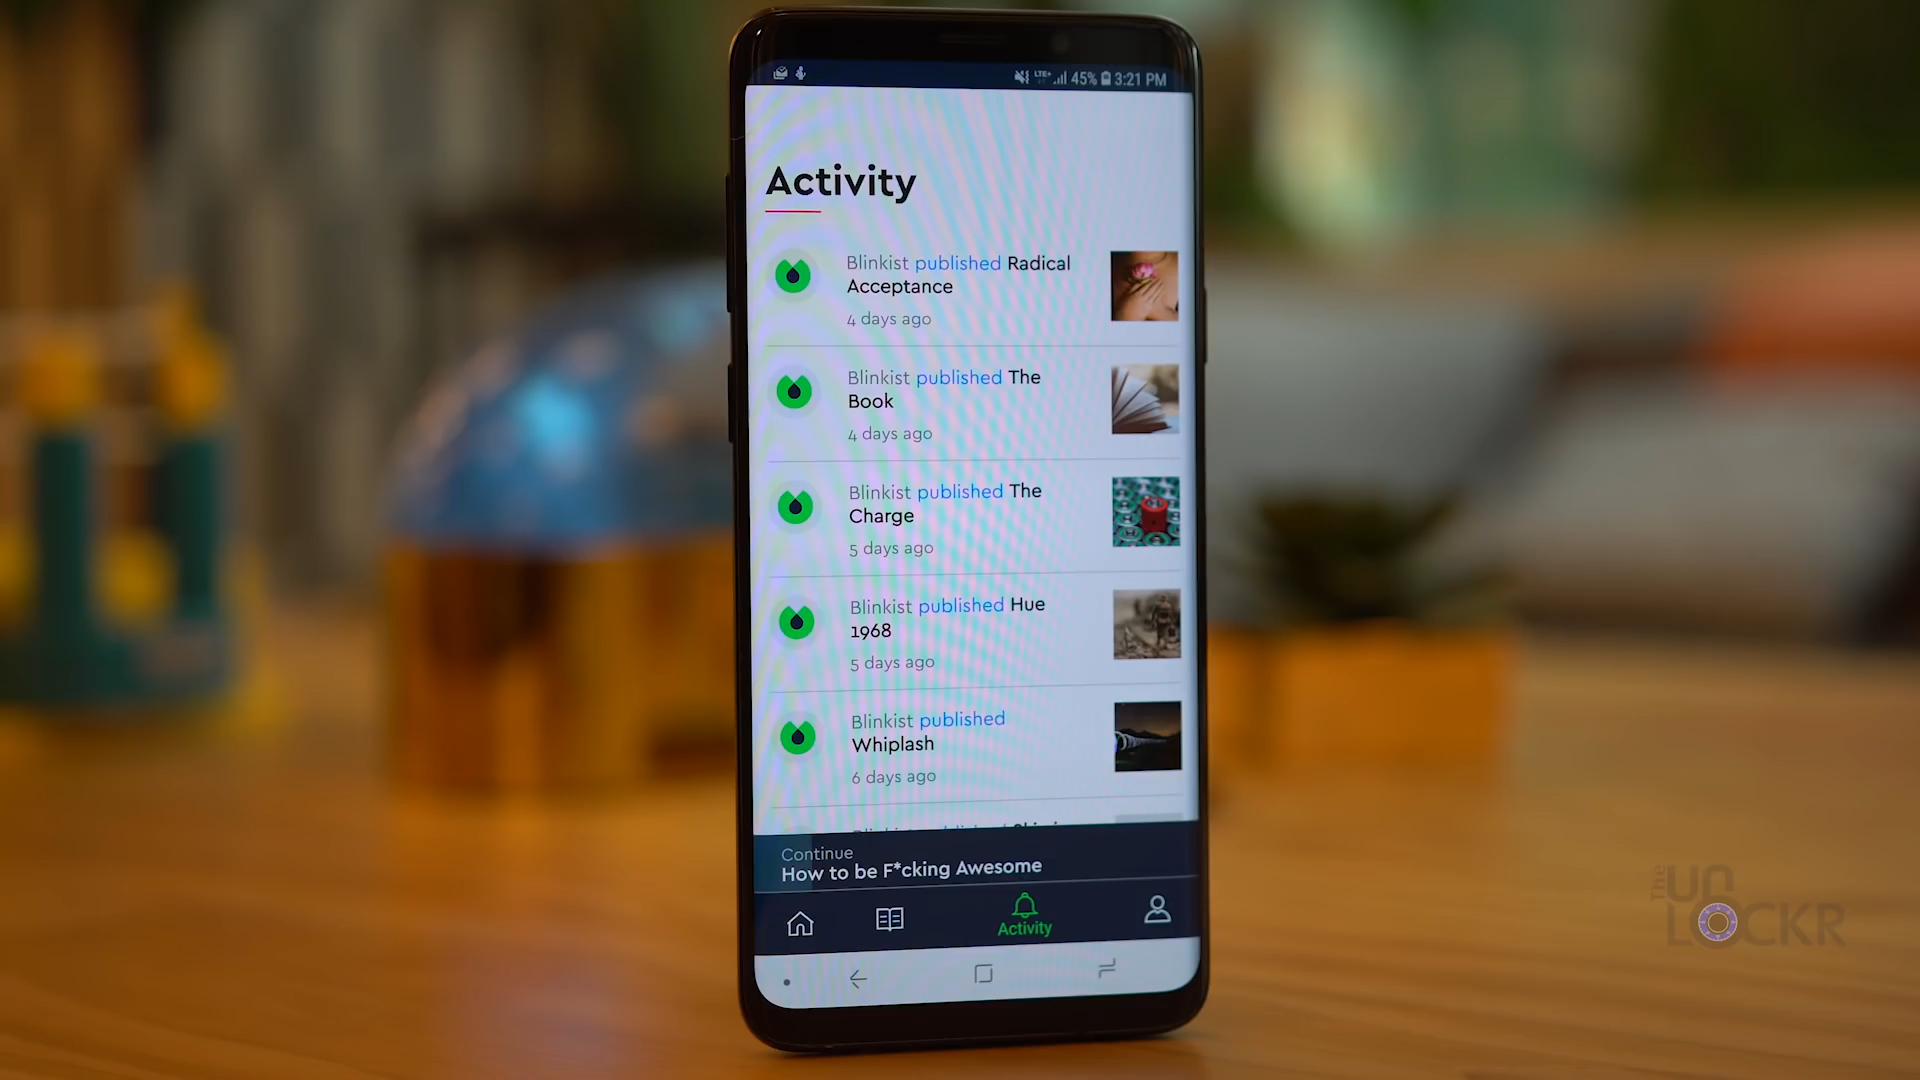 LTE+ 45% 3:21 PM
Activity
Blinkist published Radical
Acceptance
4 days ago
Blinkist published The
Book
4 days ago
Blinkist published The
Charge
5 days ago
Blinkist published Hue
1968
5 days ago
Blinkist published
Whiplash
6 days ago
Continue
How to be F*cking Awesome
Activity
The
UN
LOCKR